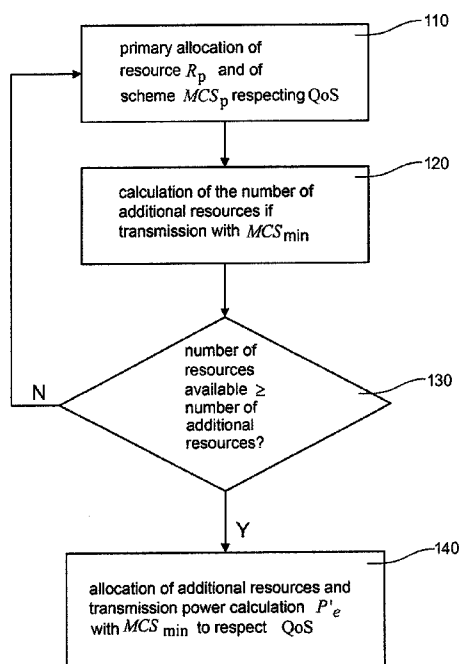 110
primary allocation of
resource Rp and of
scheme MCSp respecting QoS
120
calculation of the number of
additional resources if
transmission with MCSmin
number of
resources
available ≥
number of
additional
resources?
130
N
Y
140
allocation of additional resources and
transmission power calculation P'e
with MCS min to respect QoS